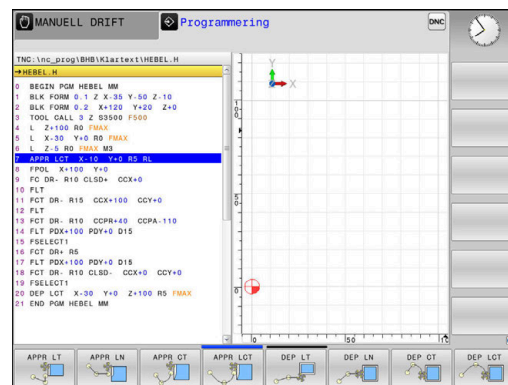 MANUELL DRIFT
Programmering
DNC
TNC:\nc_prog\BHB\Klartext\HEBEL.H
→HEBEL.H
0 BEGIN PGM HEBEL MM
1 BLK FORM 0.1 Z X-35 Y-50 Z-10
2 BLK FORM 0.2 X+120 Y+20 Z+0
3 TOOL CALL 3 Z S3500 F500
4 L Z+100 R0 FMAX
5 L X-30 Y+0 R0 FMAX
6 L Z-5 R0 FMAX M3
7 APPR LCT X-10 Y+0 R5 RL
8 FPOL X+100 Y+0
9 FC DR- R10 CLSD+ CCX+0
10 FLT
11 FCT DR- R15 CCX+100 CCY+0
12 FLT
13 FCT DR- R10 CCPR+40 CCPA-110
14 FLT PDX+100 PDY+0 D15
15 FSELECT1
16 FCT DR+ R5
17 FLT PDX+100 PDY+0 D15
18 FCT DR- R10 CLSD- CCX+0 CCY+0
19 FSELECT1
20 DEP LCT X-30 Y+0 Z+100 R5 FMAX
21 END PGM HEBEL MM
Y
X
100
50
0
0
50
APPR LT
APPR LN
APPR CT
APPR LCT
DEP LT
DEP LN
DEP CT
DEP LCT